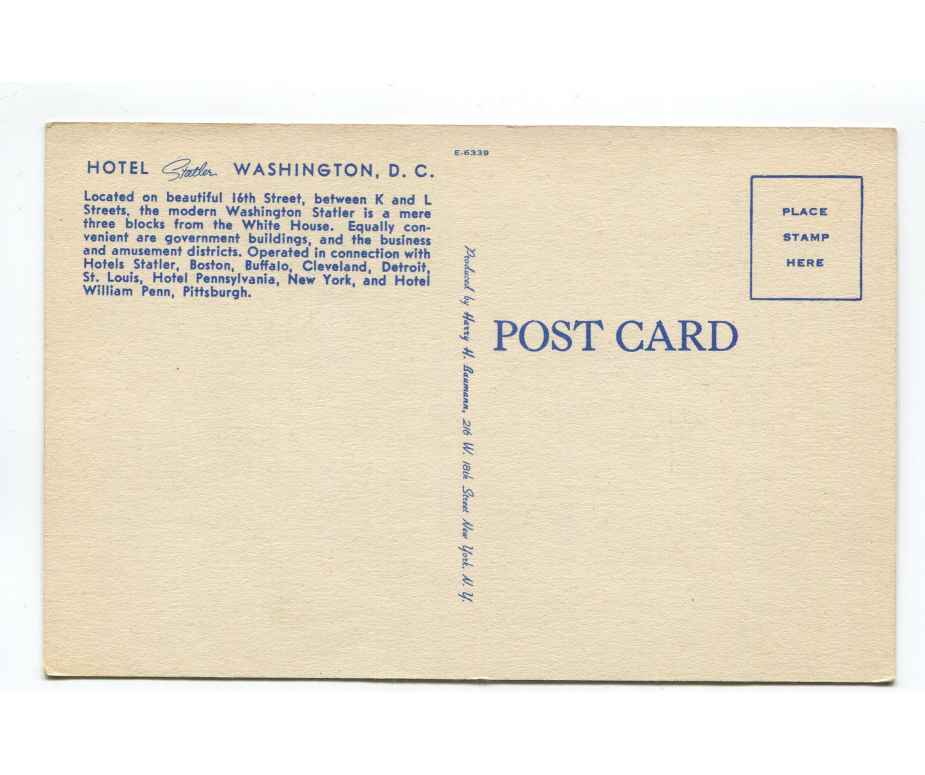 E-6339
HOTEL Statler WASHINGTON, D. C.
Located on beautiful 16th Street, between K and L
Streets, the modern Washington Statler is a mere
three blocks from the White House. Equally con-
venient are government buildings, and the business
and amusement districts. Operated in connection with
Hotels Statler, Boston, Buffalo, Cleveland, Detroit,
St. Louis, Hotel Pennsylvania, New York, and Hotel
William Penn, Pittsburgh.
Produced by Harry H. Baumann, 216 W. 18th Street New York, N. Y.
POST CARD
PLACE
STAMP
HERE